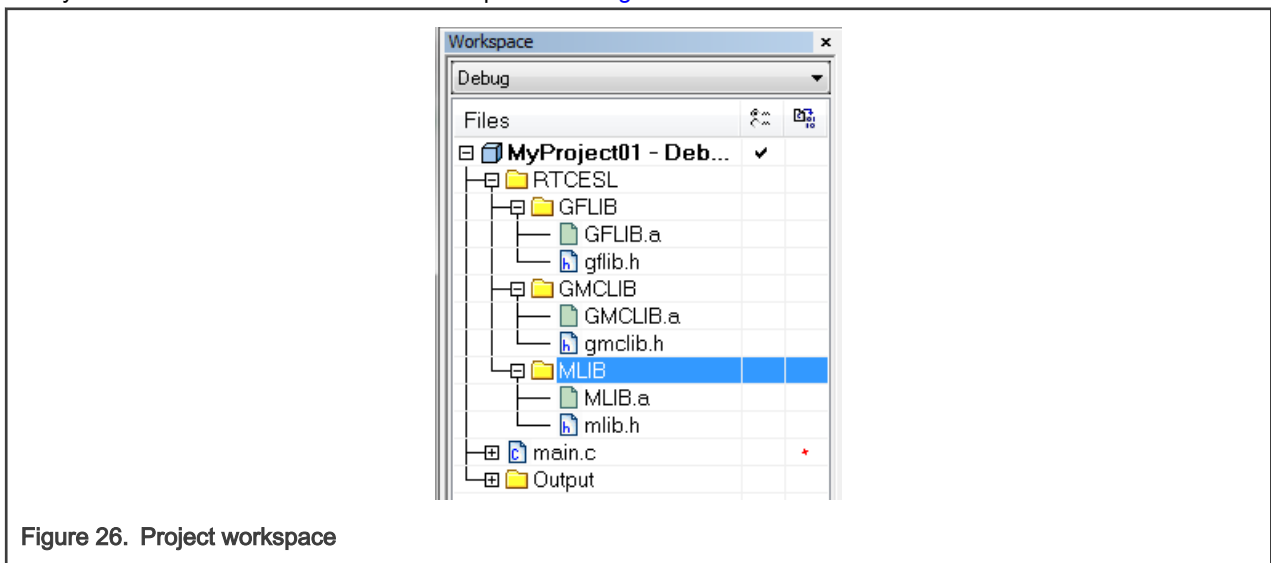 Workspace
Debug
Files
MyProject01 - Deb...
RTCESL
GFLIB
GFLIB.a
gflib.h
GMCLIB
GMCLIB.a
gmclib.h
MLIB
MLIB.a
mlib.h
main.c
Output
Figure 26. Project workspace